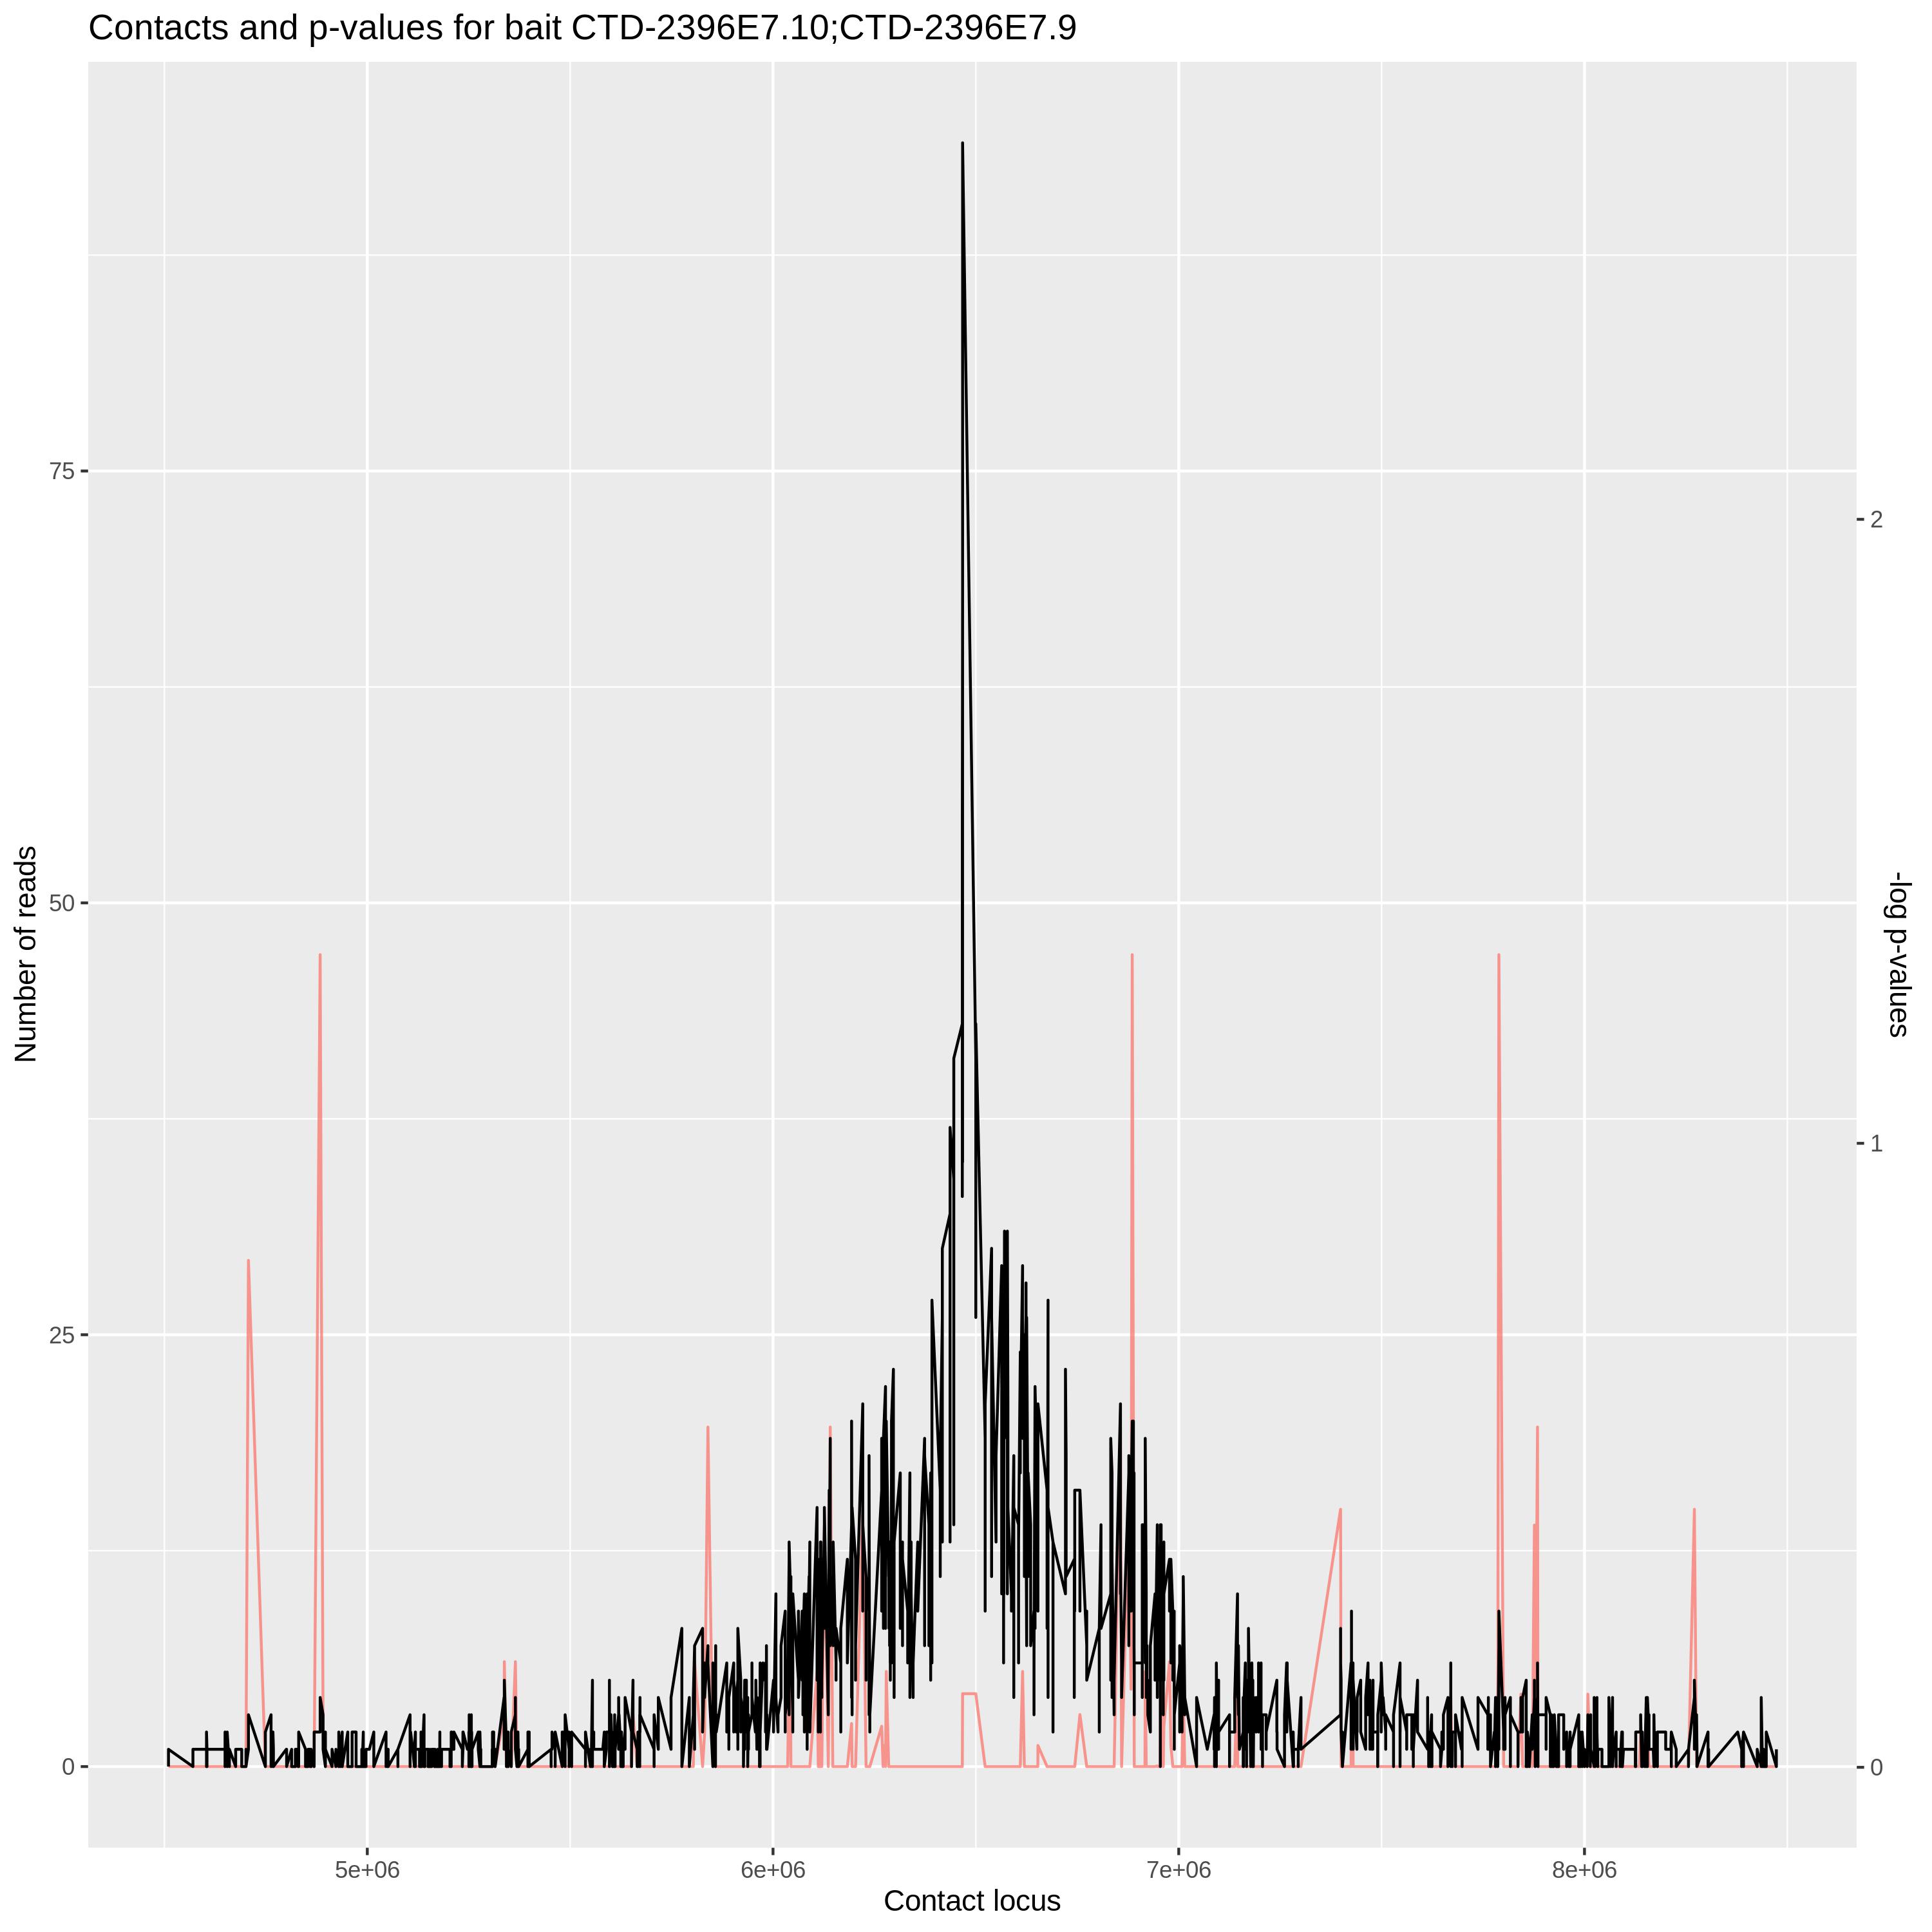 Contacts and p-values for bait CTD-2396E7.10;CTD-2396E7.9
Number of reads
75
50
25
0
2
1
0
-log p-values
5e+06
6e+06
7e+06
8e+06
Contact locus